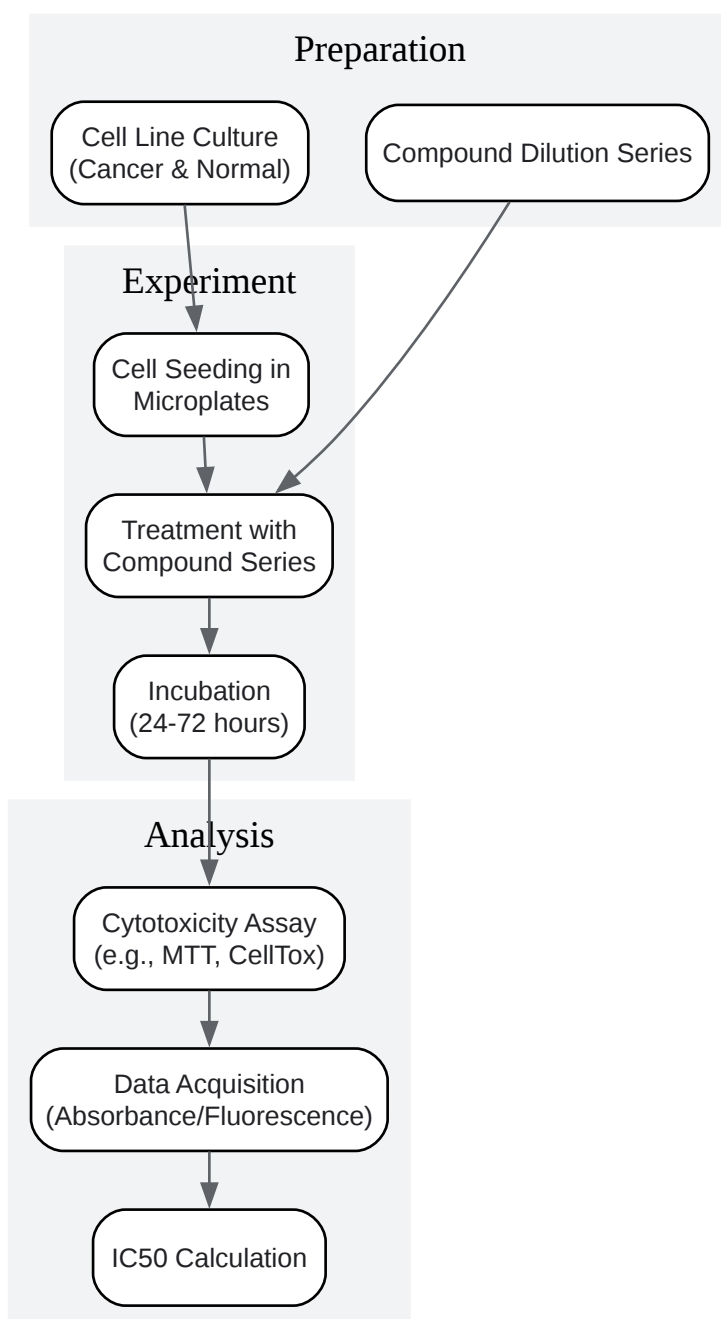 Preparation
Cell Line Culture
(Cancer & Normal)
Compound Dilution Series
Experiment
Cell Seeding in
Microplates
Treatment with
Compound Series
Incubation
(24-72 hours)
Analysis
Cytotoxicity Assay
(e.g., MTT, CellTox)
Data Acquisition
(Absorbance/Fluorescence)
IC50 Calculation